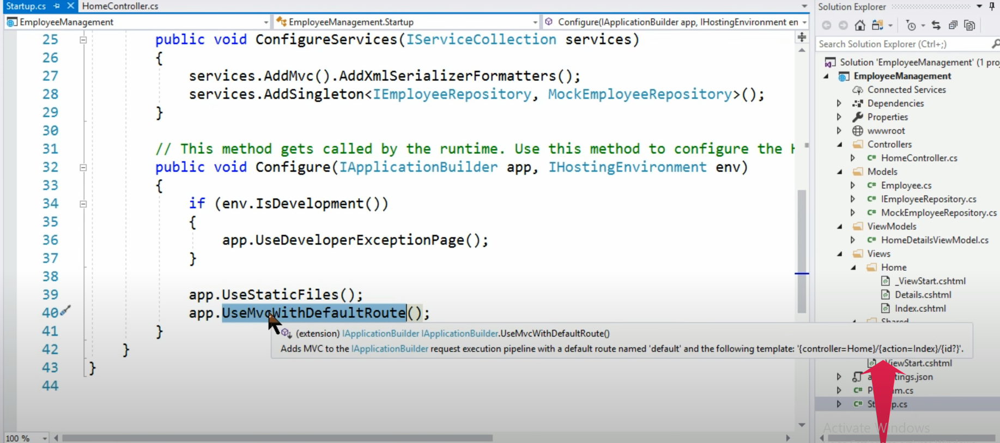 Startup.cs HomeController.cs
EmployeeManagement EmployeeManagement.Startup Configure(IApplicationBuilder app, IHostingEnvironment en
25 public void ConfigureServices(IServiceCollection services)
26 {
27 services.AddMvc().AddXmlSerializerFormatters();
28 services.AddSingleton<IEmployeeRepository, MockEmployeeRepository>();
29 }
30
31 // This method gets called by the runtime. Use this method to configure the H
32 public void Configure(IApplicationBuilder app, IHostingEnvironment env)
33 {
34 if (env.IsDevelopment())
35 {
36 app.UseDeveloperExceptionPage();
37 }
38
39 app.UseStaticFiles();
40 app.UseMvcWithDefaultRoute();
41 }
42 }
43 }
44
(extension) IApplicationBuilder IApplicationBuilder.UseMvcWithDefaultRoute()
Adds MVC to the IApplicationBuilder request execution pipeline with a default route named 'default' and the following template: '{controller=Home}/{action=Index}/{id?}'.
100 %
Solution Explorer
Search Solution Explorer (Ctrl+;)
Solution 'EmployeeManagement' (1 proj
EmployeeManagement
Connected Services
Dependencies
Properties
wwwroot
Controllers
C# HomeController.cs
Models
C# Employee.cs
C# IEmployeeRepository.cs
C# MockEmployeeRepository.cs
ViewModels
C# HomeDetailsViewModel.cs
Views
Home
_ViewStart.cshtml
Details.cshtml
Index.cshtml
Shared
ViewStart.cshtml
tings.json
C# P m.cs
C# St p.cs
Activate Windows